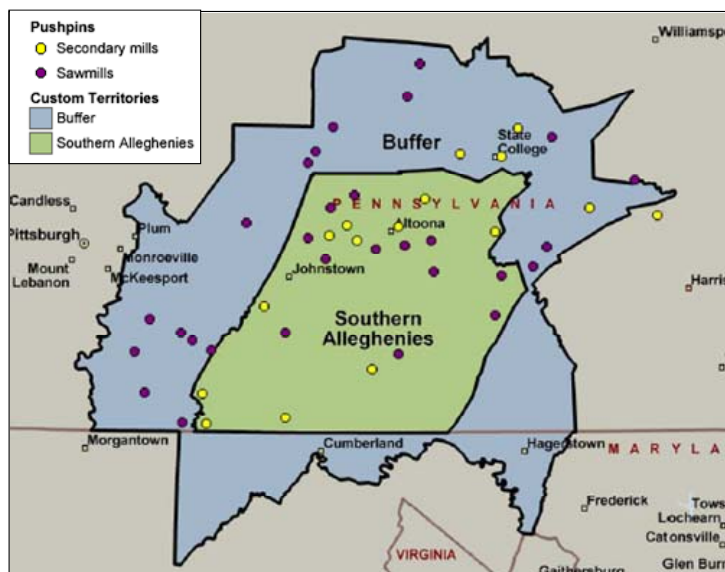 Pushpins
Secondary mills
Sawmills
Custom Territories
Buffer
Southern Alleghenies
Williamsp
Buffer
State
College
Candless
PENNSYLVANIA
Plum
Pittsburgh
Altoona
Monroeville
Mount
Lebanon
McKeesport
Johnstown
Harris
Southern
Alleghenies
Morgantown
Cumberland
Hagerstown
MARYLA
Frederick
Tows
Lochearn
Catonsville
VIRGINIA
Gaithersburg
Glen Burn